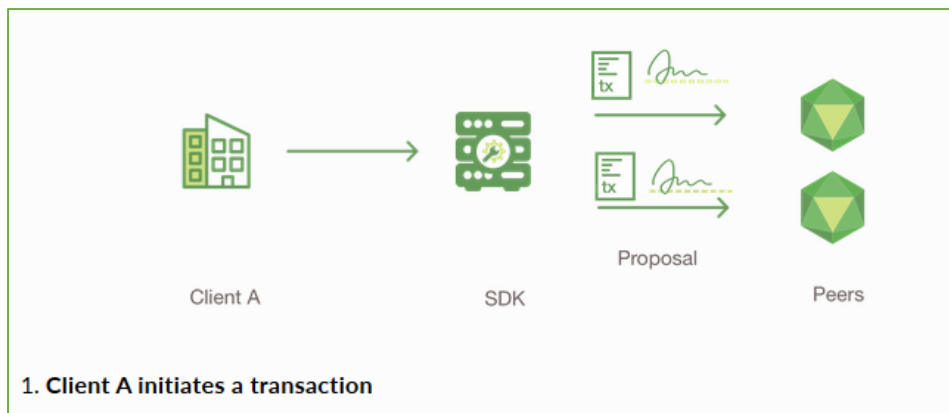 tx
tx
Proposal
Client A
SDK
Peers
1. Client A initiates a transaction